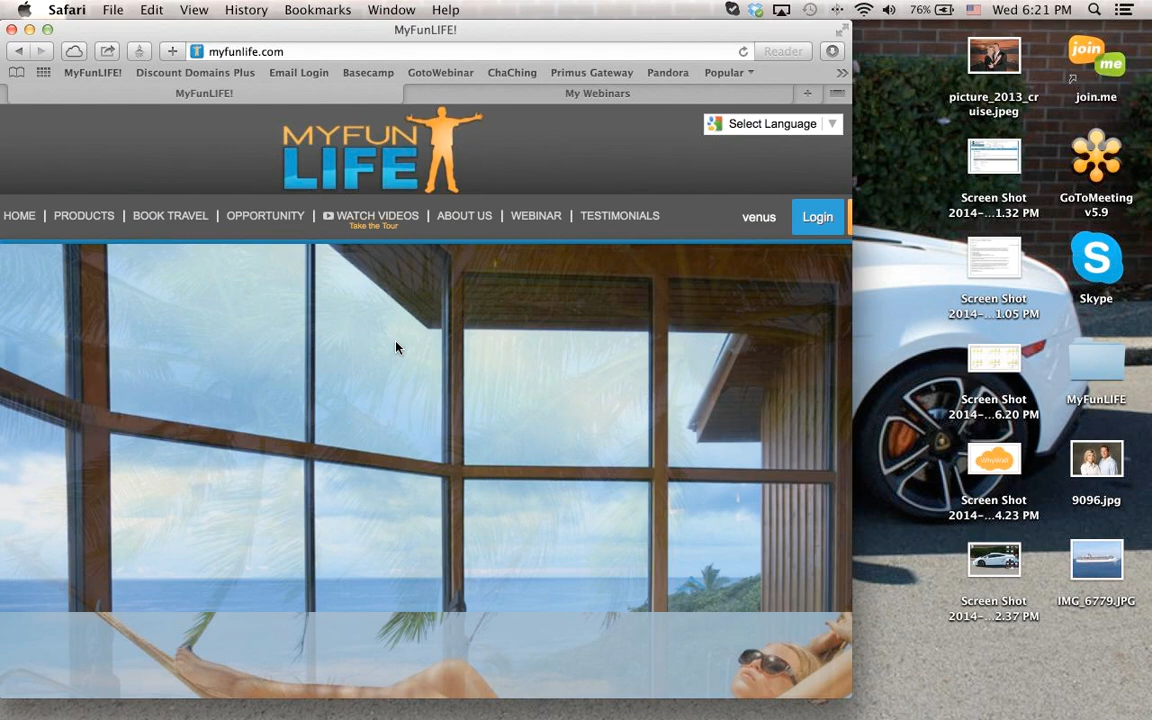 Safari File Edit View History Bookmarks Window Help
76% Wed 6:21 PM
MyFunLIFE!
myfunlife.com
Reader
MyFunLIFE! Discount Domains Plus Email Login Basecamp GotoWebinar ChaChing Primus Gateway Pandora Popular
MyFunLIFE! My Webinars
MYFUN
LIFE
Select Language
HOME | PRODUCTS | BOOK TRAVEL | OPPORTUNITY | WATCH VIDEOS | ABOUT US | WEBINAR | TESTIMONIALS
Take the Tour
venus
Login
picture_2013_cr
uise.jpeg
join
me
join.me
Screen Shot
2014-...1.32 PM
GoToMeeting
v5.9
Screen Shot
2014-...1.05 PM
Skype
Screen Shot
2014-...6.20 PM
MyFunLIFE
WhyWait
Screen Shot
2014-...4.23 PM
9096.jpg
Screen Shot
2014-...2.37 PM
IMG_6779.JPG